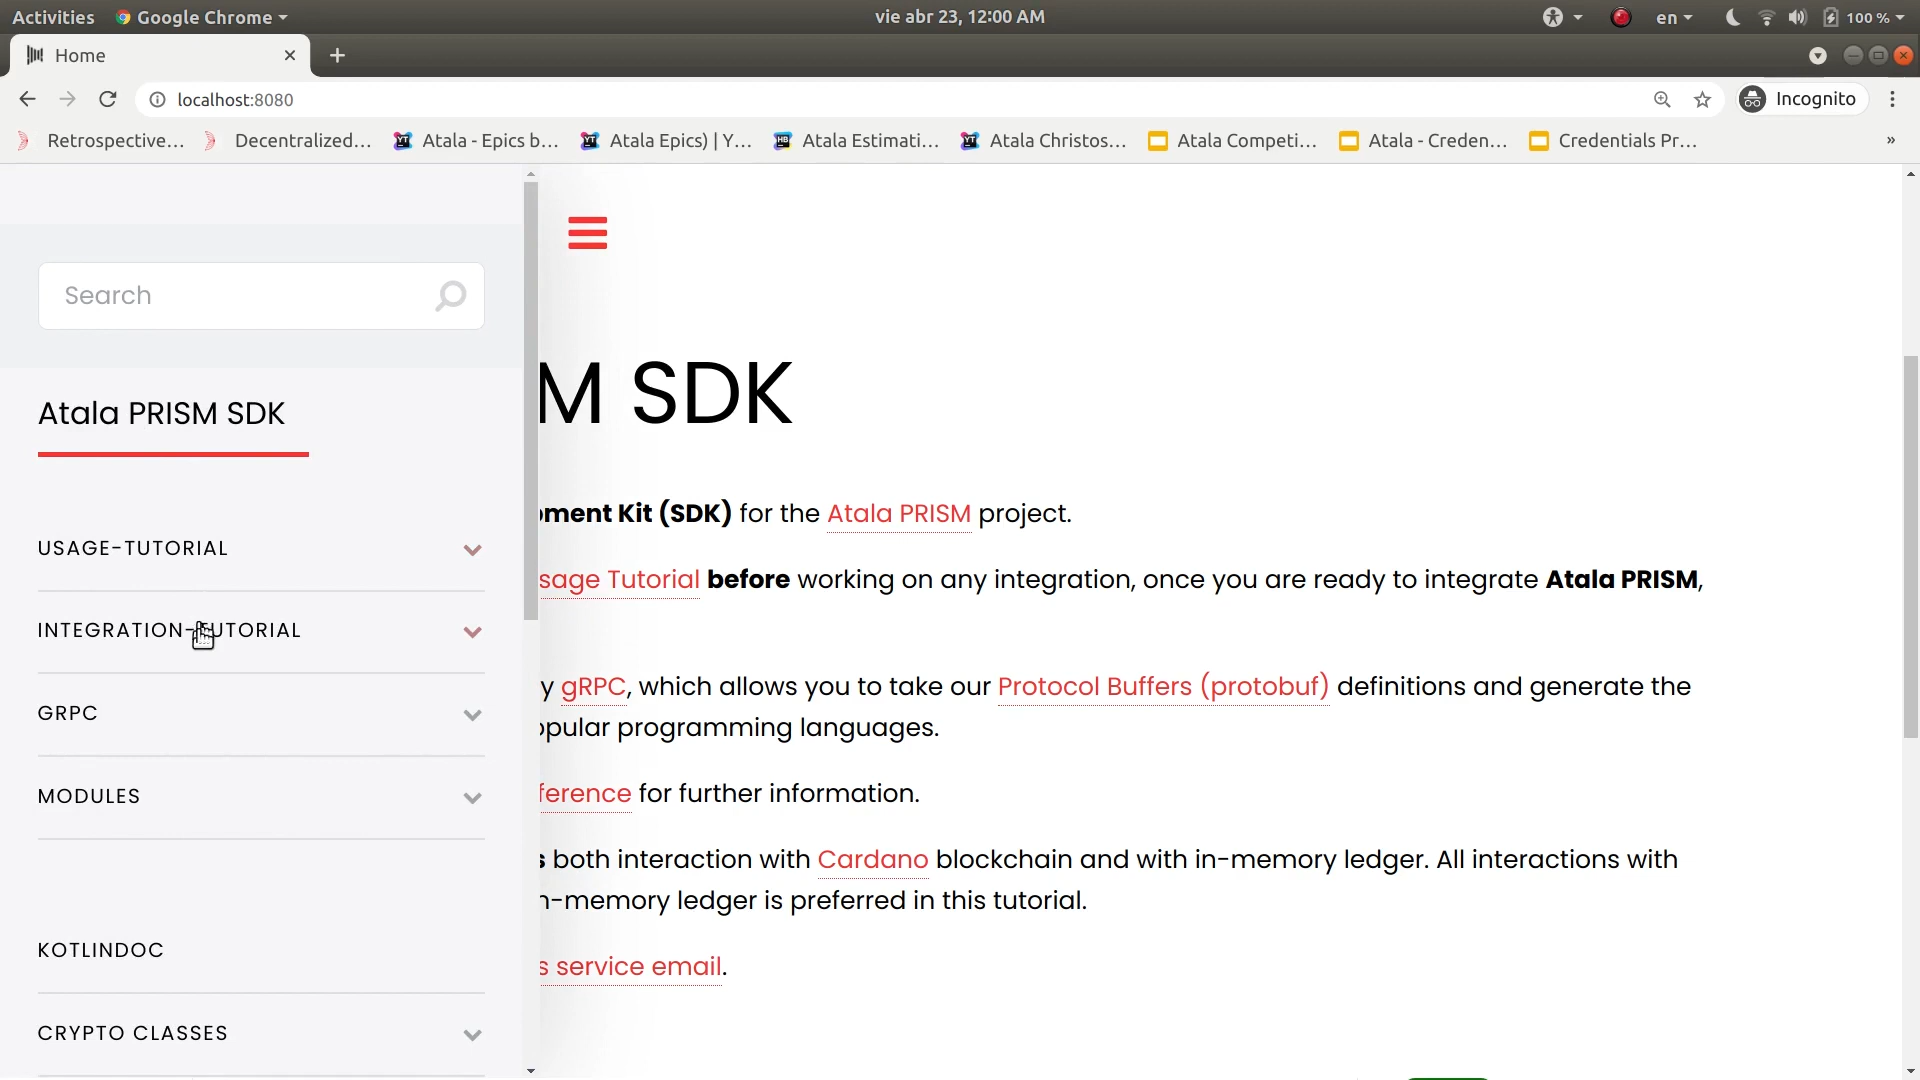 Activities Google Chrome vie abr 23, 12:00 AM en 100 %
Home
localhost:8080 Incognito
Retrospective... Decentralized... Atala - Epics b... Atala Epics) | Y... Atala Estimati... Atala Christos... Atala Competi... Atala - Creden... Credentials Pr... »
Search
Atala PRISM SDK
USAGE-TUTORIAL
INTEGRATION-TUTORIAL
GRPC
MODULES
KOTLINDOC
CRYPTO CLASSES
M SDK
pment Kit (SDK) for the Atala PRISM project.
sage Tutorial before working on any integration, once you are ready to integrate Atala PRISM,
y gRPC, which allows you to take our Protocol Buffers (protobuf) definitions and generate the
opular programming languages.
ference for further information.
s both interaction with Cardano blockchain and with in-memory ledger. All interactions with
n-memory ledger is preferred in this tutorial.
s service email.